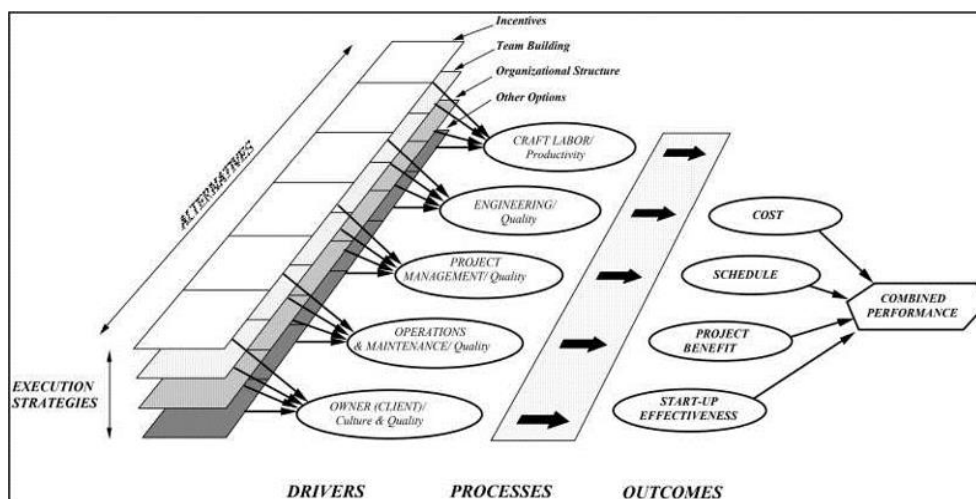 Incentives
Team Building
Organizational Structure
Other Options
ALTERNATIVES
CRAFT LABOR/
Productivity
ENGINEERING/
Quality
PROJECT
MANAGEMENT/ Quality
OPERATIONS
& MAINTENANCE/ Quality
OWNER (CLIENT)/
Culture & Quality
EXECUTION
STRATEGIES
COST
SCHEDULE
PROJECT
BENEFIT
START-UP
EFFECTIVENESS
COMBINED
PERFORMANCE
DRIVERS
PROCESSES
OUTCOMES